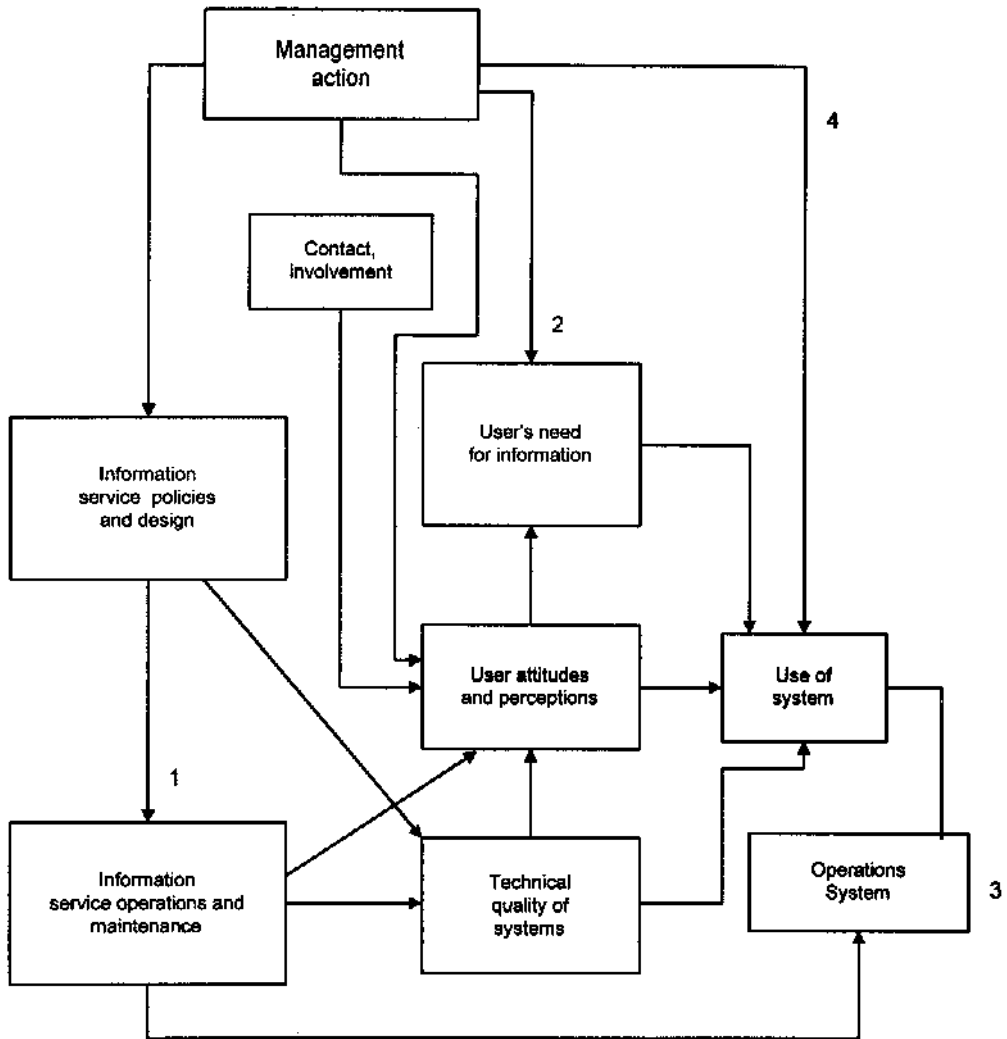 Management
action
4
Contact,
involvement
2
User's need
for information
Information
service policies
and design
User attitudes
and perceptions
Use of
system
1
Information
service operations and
maintenance
Technical
quality of
systems
Operations
System
3